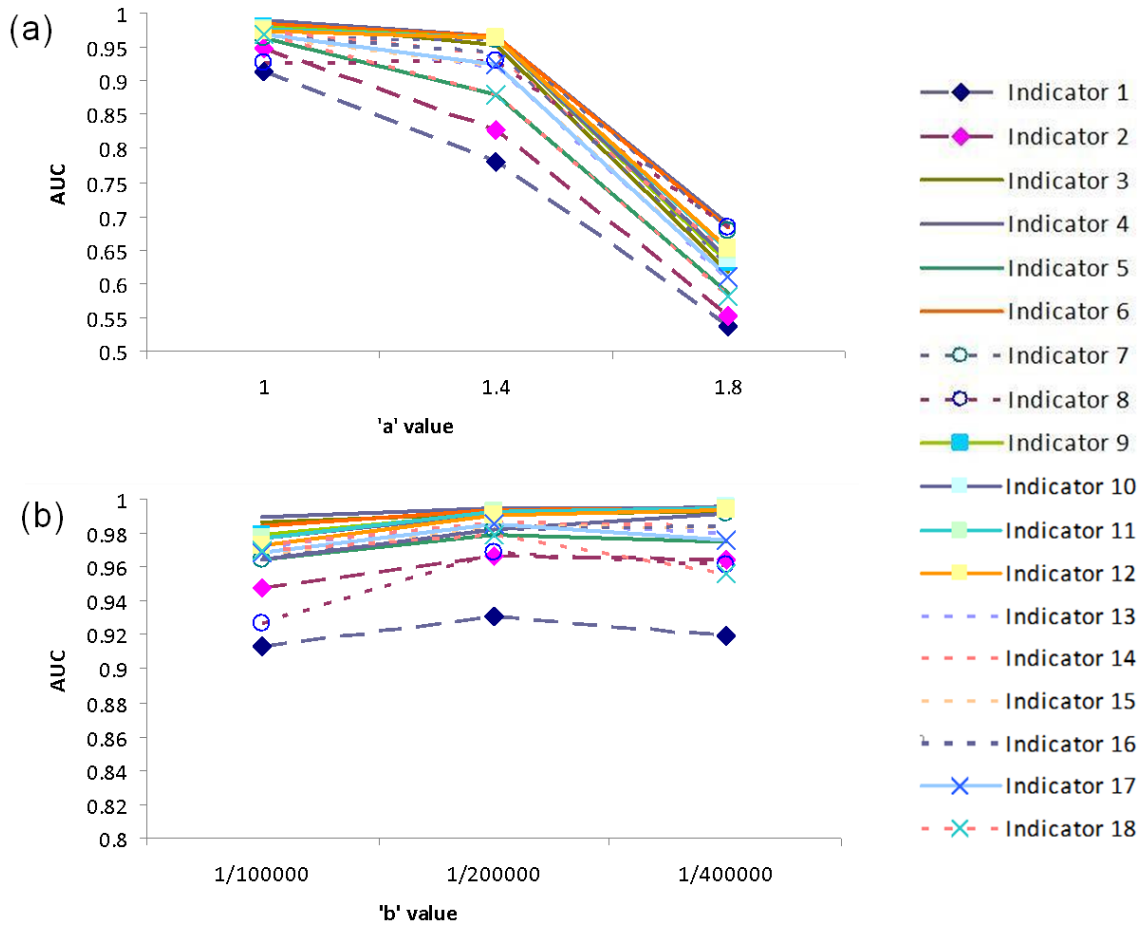 (a)
1
0.95
0.9
0.85
0.8
0.75
0.7
0.65
0.6
0.55
0.5
AUC
1 1.4 1.8
'a' value
(b)
1
0.98
0.96
0.94
0.92
0.9
0.88
0.86
0.84
0.82
0.8
AUC
1/100000 1/200000 1/400000
'b' value
Indicator 1
Indicator 2
Indicator 3
Indicator 4
Indicator 5
Indicator 6
Indicator 7
Indicator 8
Indicator 9
Indicator 10
Indicator 11
Indicator 12
Indicator 13
Indicator 14
Indicator 15
Indicator 16
Indicator 17
Indicator 18